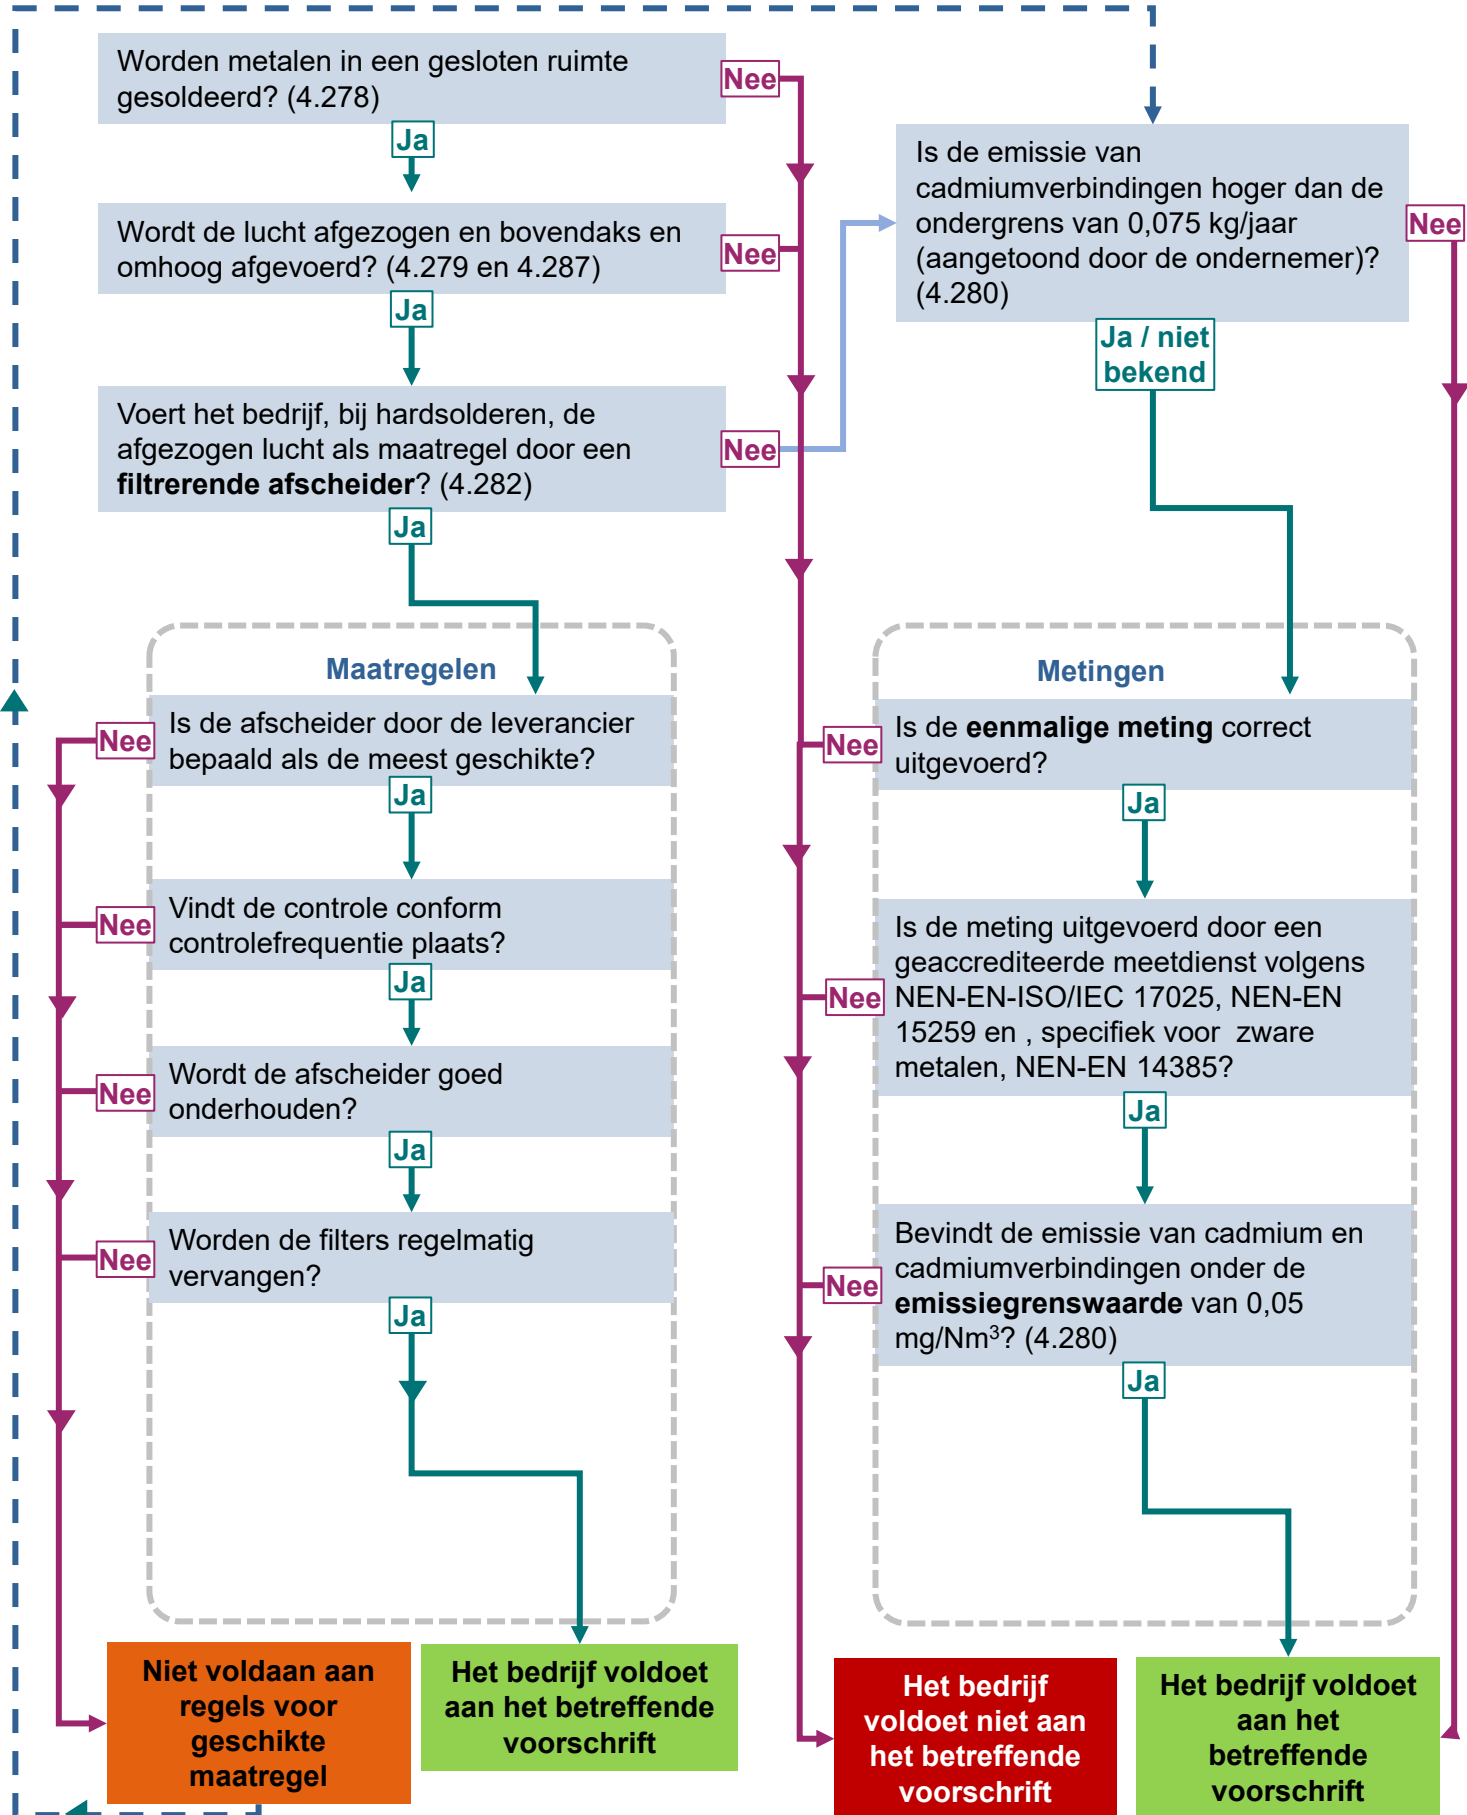 Worden metalen in een gesloten ruimte
gesoldeerd? (4.278)
Nee
Ja
Wordt de lucht afgezogen en bovendaks en
omhoog afgevoerd? (4.279 en 4.287)
Nee
Ja
Voert het bedrijf, bij hardsolderen, de
afgezogen lucht als maatregel door een
filtrerende afscheider? (4.282)
Nee
Ja
Is de emissie van
cadmiumverbindingen hoger dan de
ondergrens van 0,075 kg/jaar
(aangetoond door de ondernemer)?
(4.280)
Nee
Ja / niet
bekend
Maatregelen
Is de afscheider door de leverancier
bepaald als de meest geschikte?
Nee
Ja
Vindt de controle conform
controlefrequentie plaats?
Nee
Ja
Wordt de afscheider goed
onderhouden?
Nee
Ja
Worden de filters regelmatig
vervangen?
Nee
Ja
Metingen
Is de eenmalige meting correct
uitgevoerd?
Nee
Ja
Is de meting uitgevoerd door een
geaccrediteerde meetdienst volgens
NEN-EN-ISO/IEC 17025, NEN-EN
15259 en , specifiek voor  zware
metalen, NEN-EN 14385?
Nee
Ja
Bevindt de emissie van cadmium en
cadmiumverbindingen onder de
emissiegrenswaarde van 0,05
mg/Nm³? (4.280)
Nee
Ja
Niet voldaan aan
regels voor
geschikte
maatregel
Het bedrijf voldoet
aan het betreffende
voorschrift
Het bedrijf
voldoet niet aan
het betreffende
voorschrift
Het bedrijf voldoet
aan het
betreffende
voorschrift